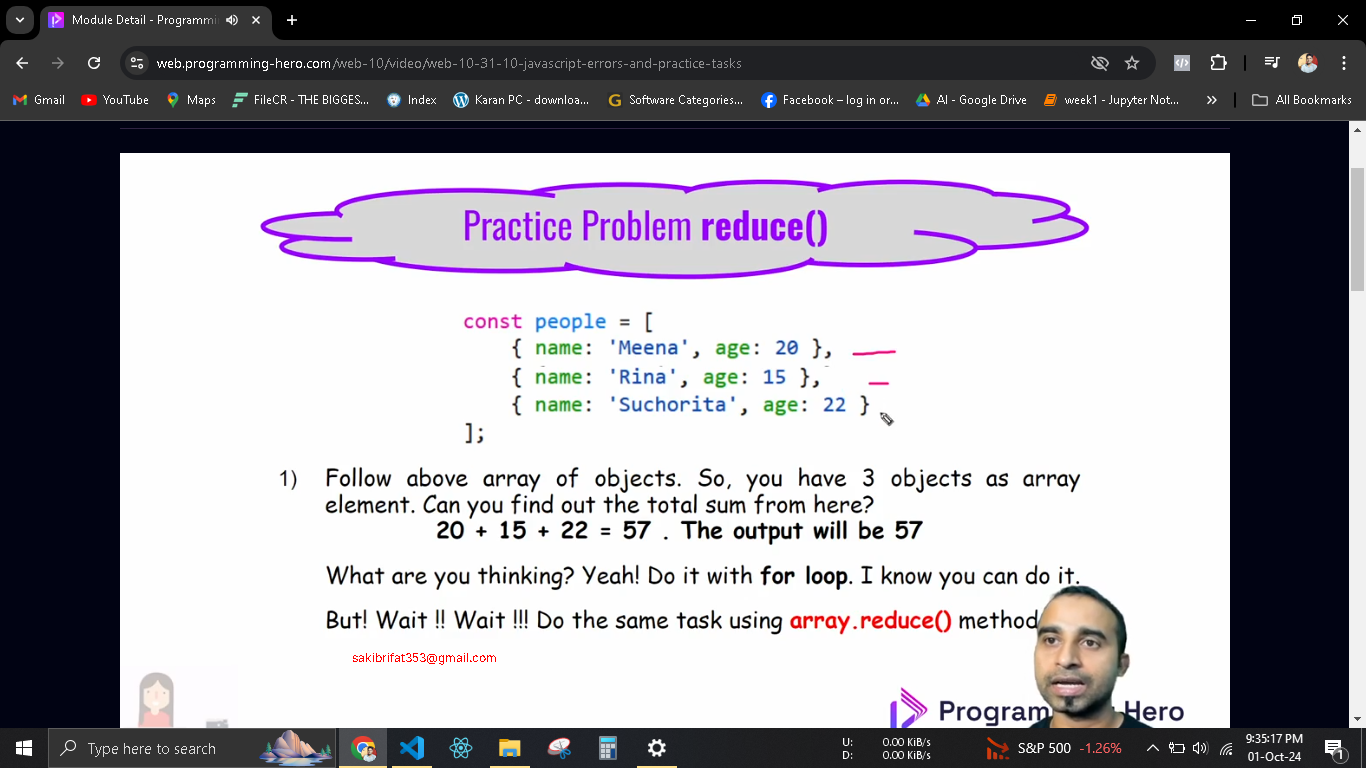 Module Detail - Programmi
web.programming-hero.com/web-10/video/web-10-31-10-javascript-errors-and-practice-tasks
Gmail YouTube Maps FileCR - THE BIGGES... Index Karan PC - downloa... Software Categories... Facebook – log in or... AI - Google Drive week1 - Jupyter Not... » All Bookmarks
Practice Problem reduce()
const people = [
{ name: 'Meena', age: 20 },
{ name: 'Rina', age: 15 },
{ name: 'Suchorita', age: 22 }
];
1) Follow above array of objects. So, you have 3 objects as array
element. Can you find out the total sum from here?
20 + 15 + 22 = 57 . The output will be 57
What are you thinking? Yeah! Do it with for loop. I know you can do it.
But! Wait !! Wait !!! Do the same task using array.reduce() method
sakibrifat353@gmail.com
Programming Hero
Type here to search
U: 0.00 KiB/s
D: 0.00 KiB/s
S&P 500 -1.26%
9:35:17 PM
01-Oct-24
1